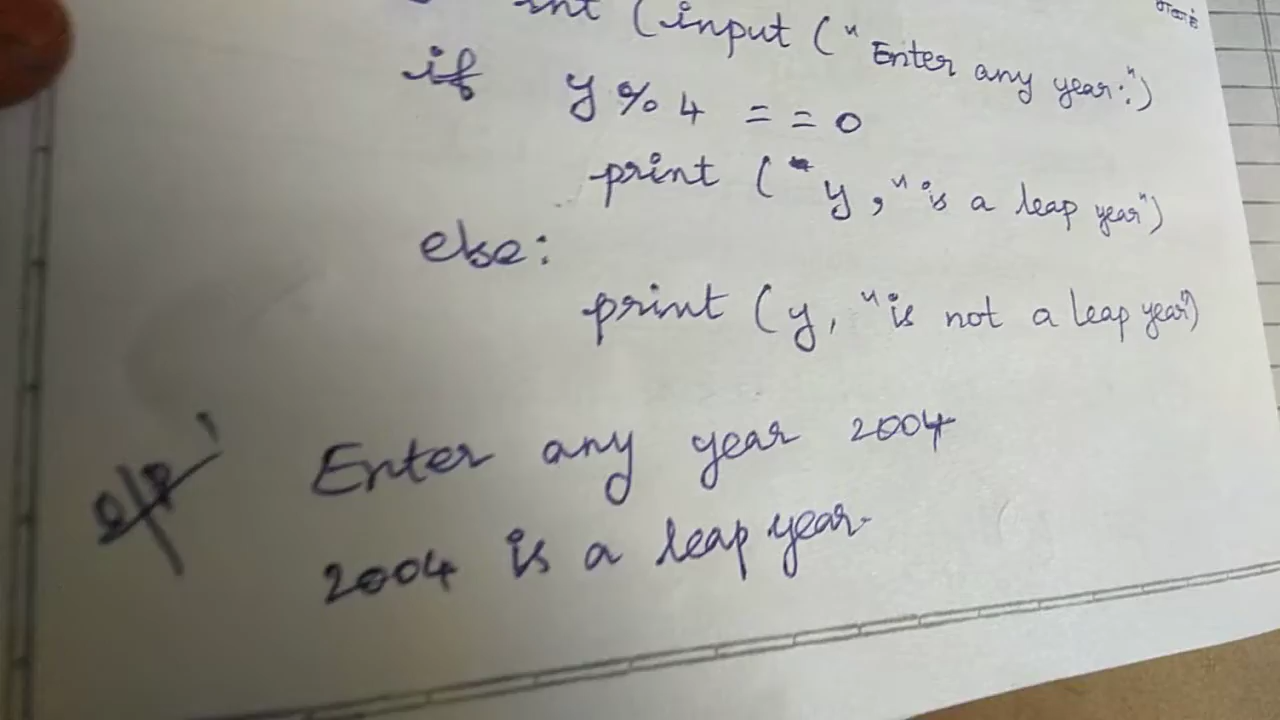 int (input ("Enter any year:")
if y % 4 = = 0
print ( y, "is a leap year")
else:
print (y, "is not a leap year")
Enter any year 2004
2004 is a leap year